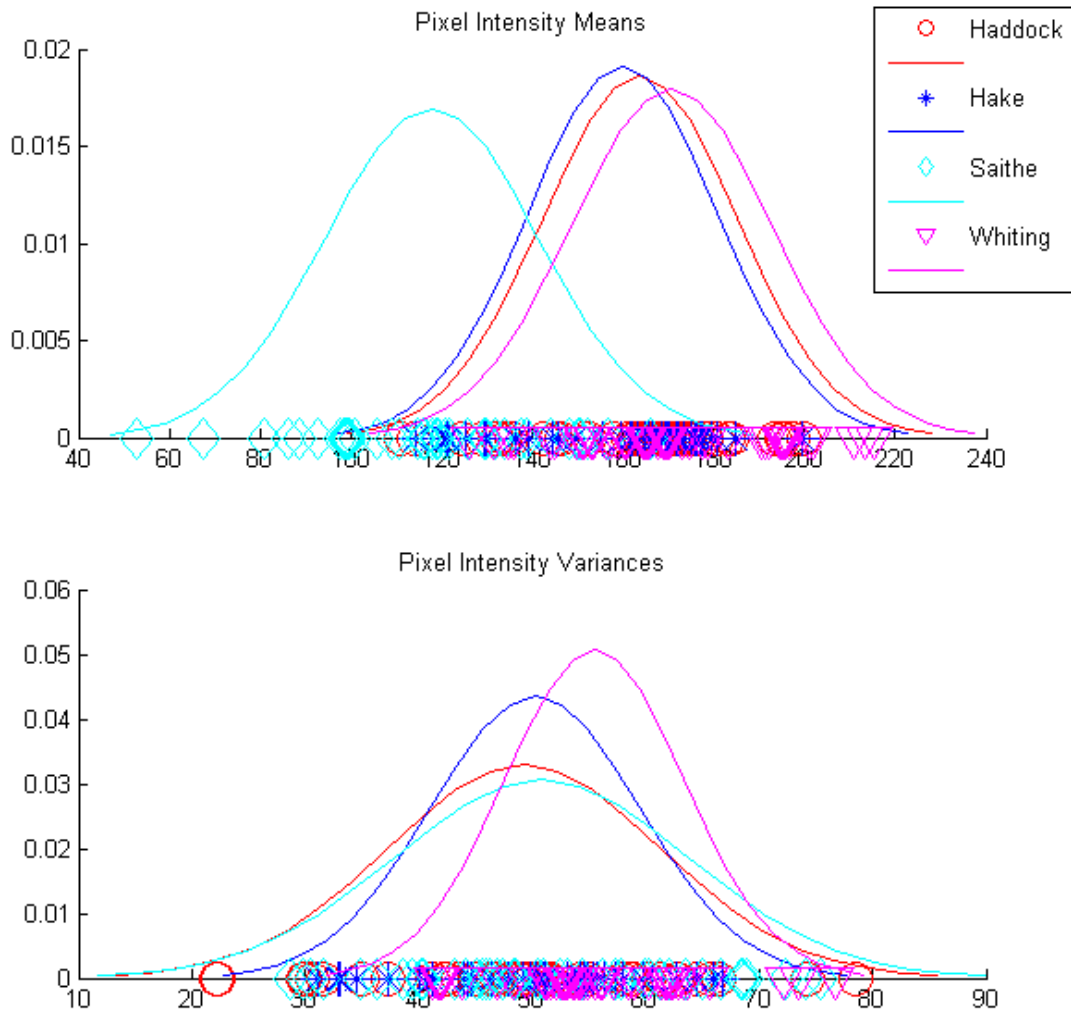 Pixel Intensity Means
Haddock
Hake
Saithe
Whiting
0.02
0.015
0.01
0.005
0
40 60 80 100 120 140 160 180 200 220 240
Pixel Intensity Variances
0.06
0.05
0.04
0.03
0.02
0.01
0
10 20 30 40 50 60 70 80 90